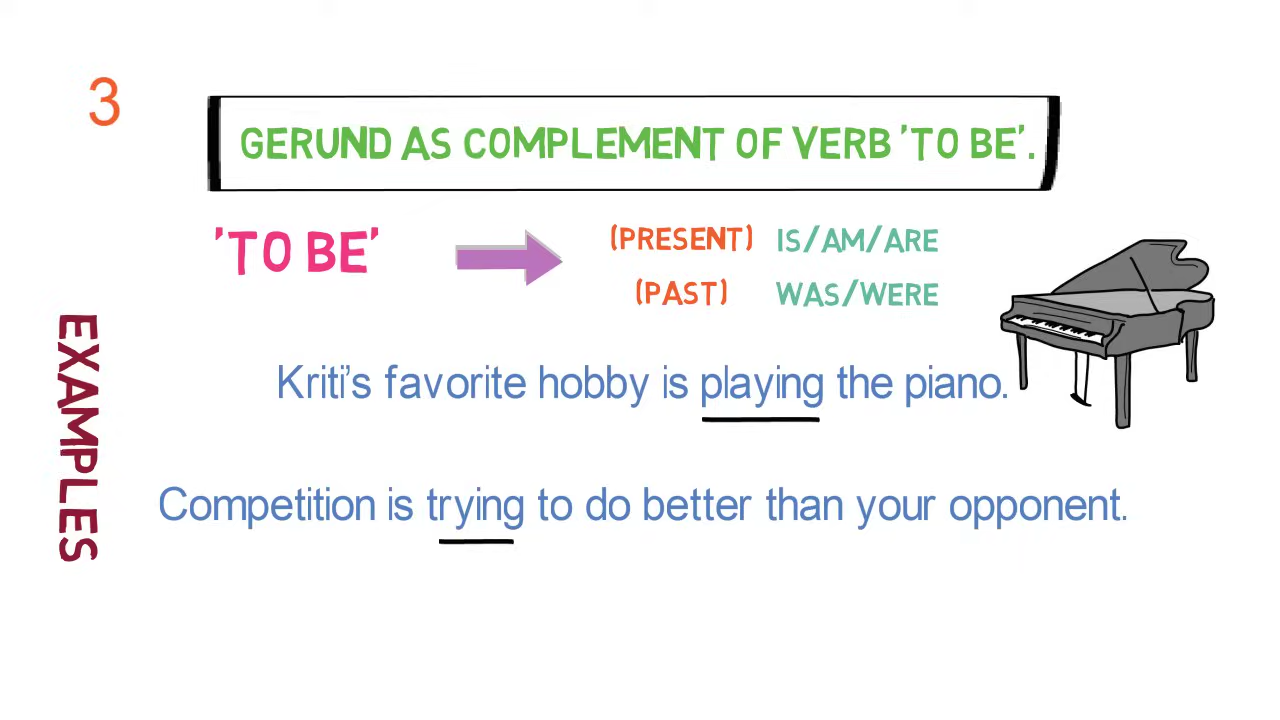 3
GERUND AS COMPLEMENT OF VERB 'TO BE'.
'TO BE'
(PRESENT) IS/AM/ARE
(PAST) WAS/WERE
EXAMPLES
Kriti's favorite hobby is playing the piano.
Competition is trying to do better than your opponent.